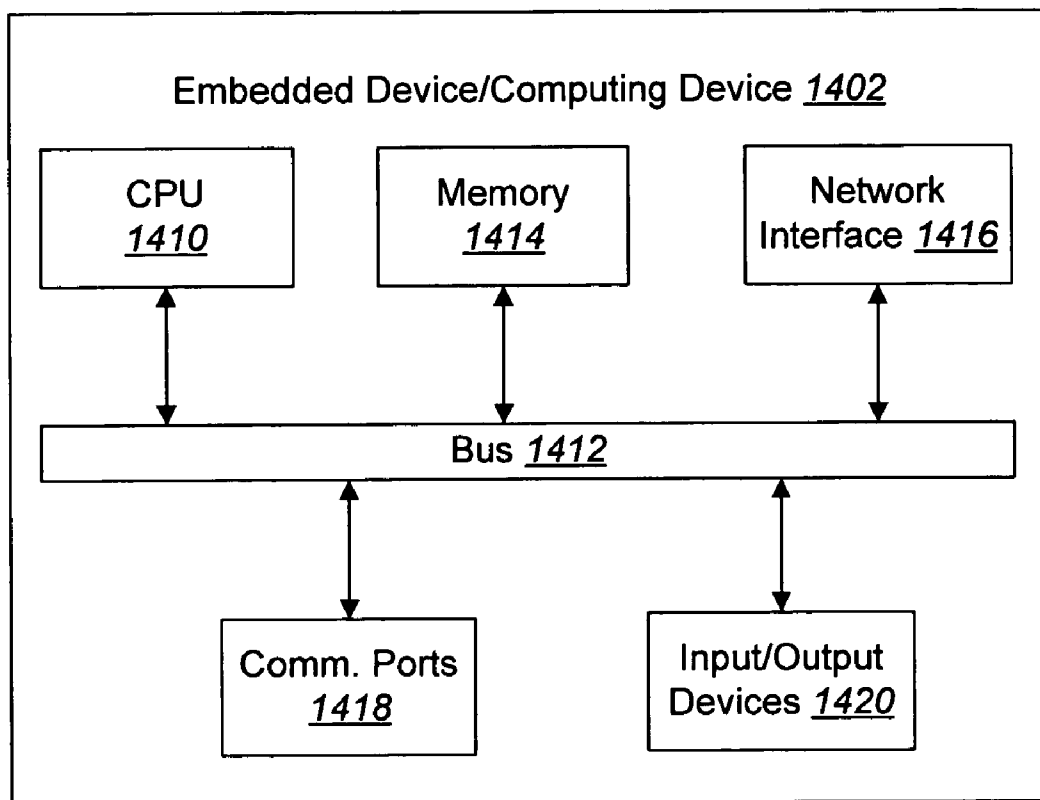 Embedded Device/Computing Device 1402
CPU
1410
Memory
1414
Network
Interface 1416
Bus 1412
Comm. Ports
1418
Input/Output
Devices 1420